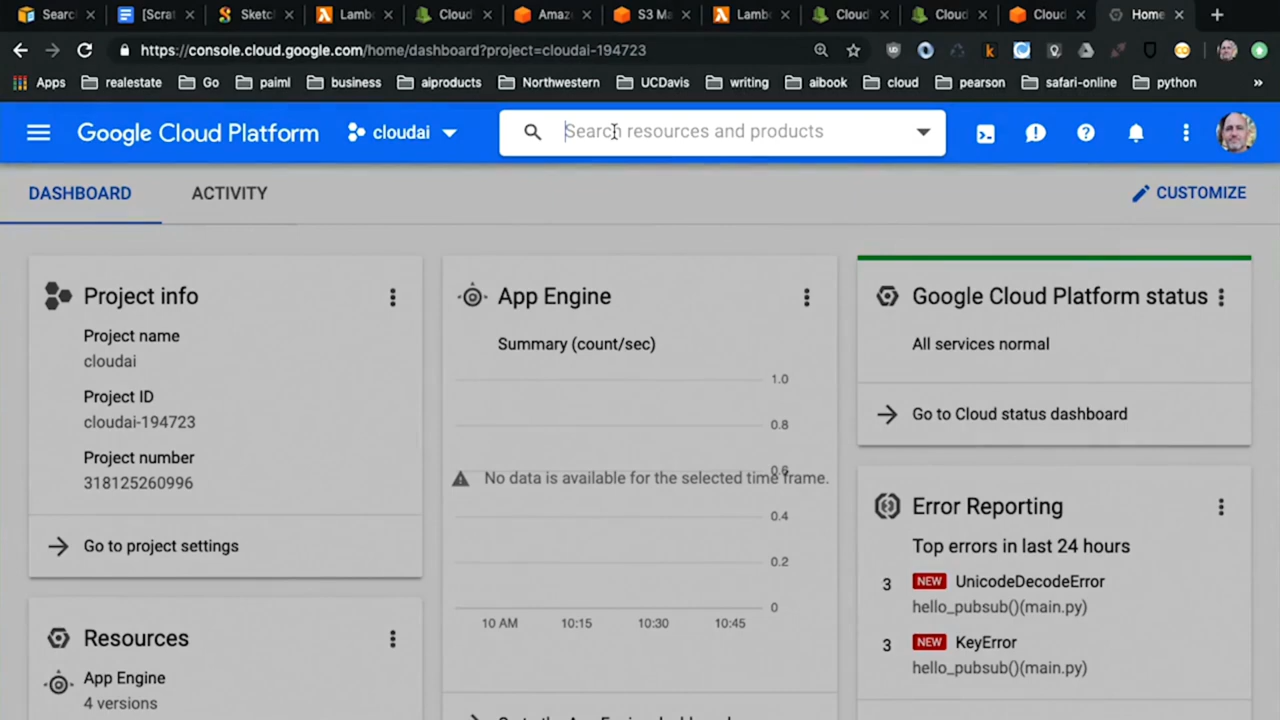 Searc
[Scrat
Sketc
Lamb
Cloud
Amaz
S3 Ma
Lamb
Cloud
Cloud
Cloud
Home
https://console.cloud.google.com/home/dashboard?project=cloudai-194723
Apps
realestate
Go
paiml
business
aiproducts
Northwestern
UCDavis
writing
aibook
cloud
pearson
safari-online
python
»
Google Cloud Platform
cloudai
Search resources and products
DASHBOARD
ACTIVITY
CUSTOMIZE
Project info
Project name
cloudai
Project ID
cloudai-194723
Project number
318125260996
Go to project settings
Resources
App Engine
4 versions
App Engine
Summary (count/sec)
1.0
0.8
0.6
No data is available for the selected time frame.
0.4
0.2
0
10 AM
10:15
10:30
10:45
Google Cloud Platform status
All services normal
Go to Cloud status dashboard
Error Reporting
Top errors in last 24 hours
3 NEW UnicodeDecodeError
hello_pubsub()(main.py)
3 NEW KeyError
hello_pubsub()(main.py)